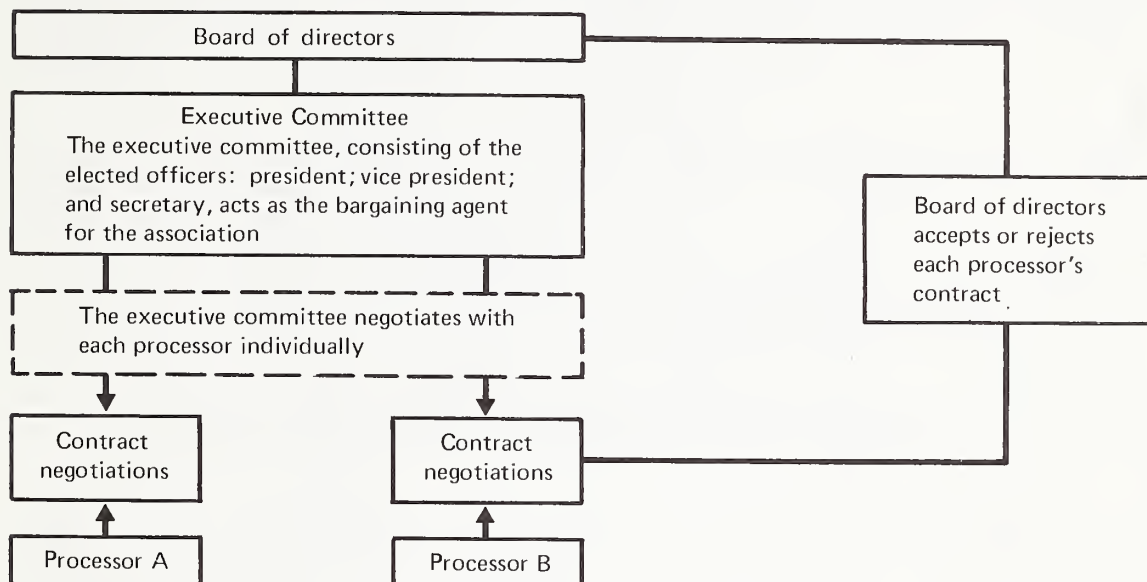 Board of directors
Executive Committee
The executive committee, consisting of the
elected officers: president; vice president;
and secretary, acts as the bargaining agent
for the association
Board of directors
accepts or rejects
each processor's
contract
The executive committee negotiates with
each processor individually
Contract
negotiations
Contract
negotiations
Processor A
Processor B